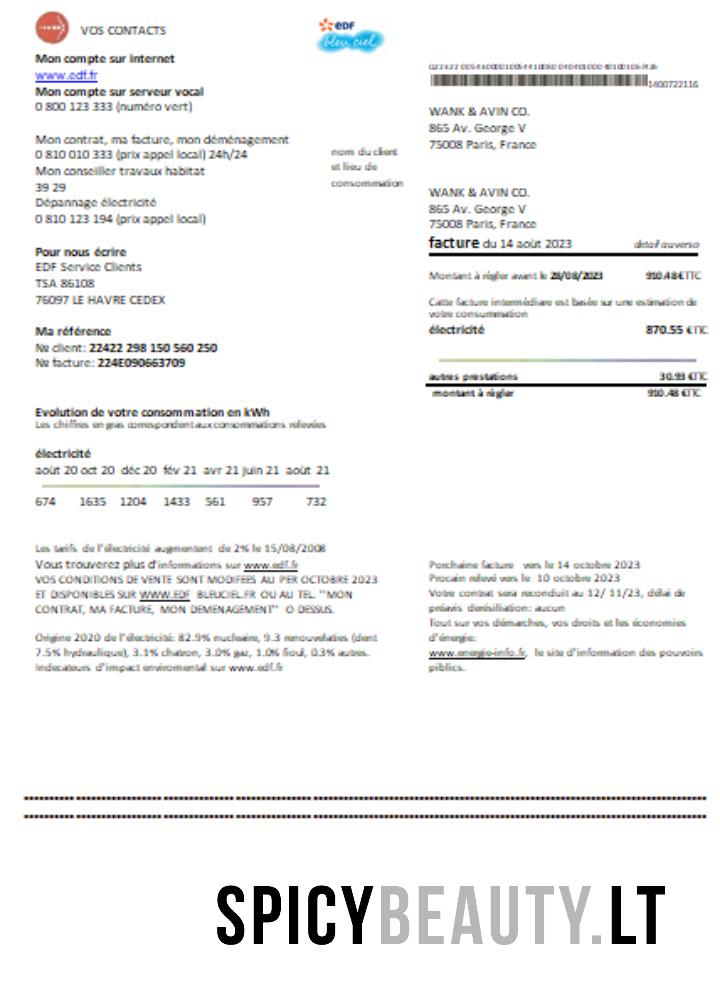 VOS CONTACTS
Mon compte sur internet
www.edf.fr
Mon compte sur serveur vocal
0 800 123 333 (numéro vert)
Mon contrat, ma facture, mon déménagement
0 810 010 333 (prix appel local) 24h/24
Mon conseiller travaux habitat
39 29
Dépannage électricité
0 810 123 194 (prix appel local)
Pour nous écrire
EDF Service Clients
TSA 86108
76097 LE HAVRE CEDEX
Ma référence
№ client: 22422 298 150 560 250
№ facture: 224E090663709
Evolution de votre consommation en kWh
Les chiffres en gras correspondent aux consommations relevées
électricité
août 20 oct 20 déc 20 fév 21 avr 21 juin 21 août 21
674 1635 1204 1433 561 957 732
Les tarifs de l'électricité augmentent de 2% le 15/08/2008
Vous trouverez plus d'informations sur www.edf.fr
VOS CONDITIONS DE VENTE SONT MODIFEES AU PER OCTOBRE 2023
ET DISPONIBLES SUR WWW.EDF BLEUCIEL.FR OU AU TEL. "MON
CONTRAT, MA FACTURE, MON DEMENAGEMENT" O DESSUS.
Origine 2020 de l'électricité: 82.9% nucleaire, 9.3 renouvelaties (dent
7.5% hydraulique), 3.1% chatron, 3.0% gaz, 1.0% fioul, 0.3% autres.
Indecateurs d'impact enviromental sur www.edf.fr
eDF
bleu ciel
nom du client
et lieu de
consommation
1400722116
WANK & AVIN CO.
865 Av. George V
75008 Paris, France
WANK & AVIN CO.
865 Av. George V
75008 Paris, France
facture du 14 août 2023 detail au verso
Montant à régler avant le 28/08/2023 910.48€TTC
Catte facture intermédiare est basée sur une estimation de
votre consummation
électricité 870.55 €TTC
autres prestations 30.93 €TTC
montant à régler 910.48 €TTC
Porchaine facture vers le 14 octobre 2023
Procain relevé vers le 10 octobre 2023
Votre contrat sera reconduit au 12/ 11/23, délai de
préavis derésiliation: aucun
Tout sur vos démarches, vos droits et les économies
d'énergie:
www.energie-info.fr, le site d'information des pouvoirs
piblics.
SPICYBEAUTY.LT